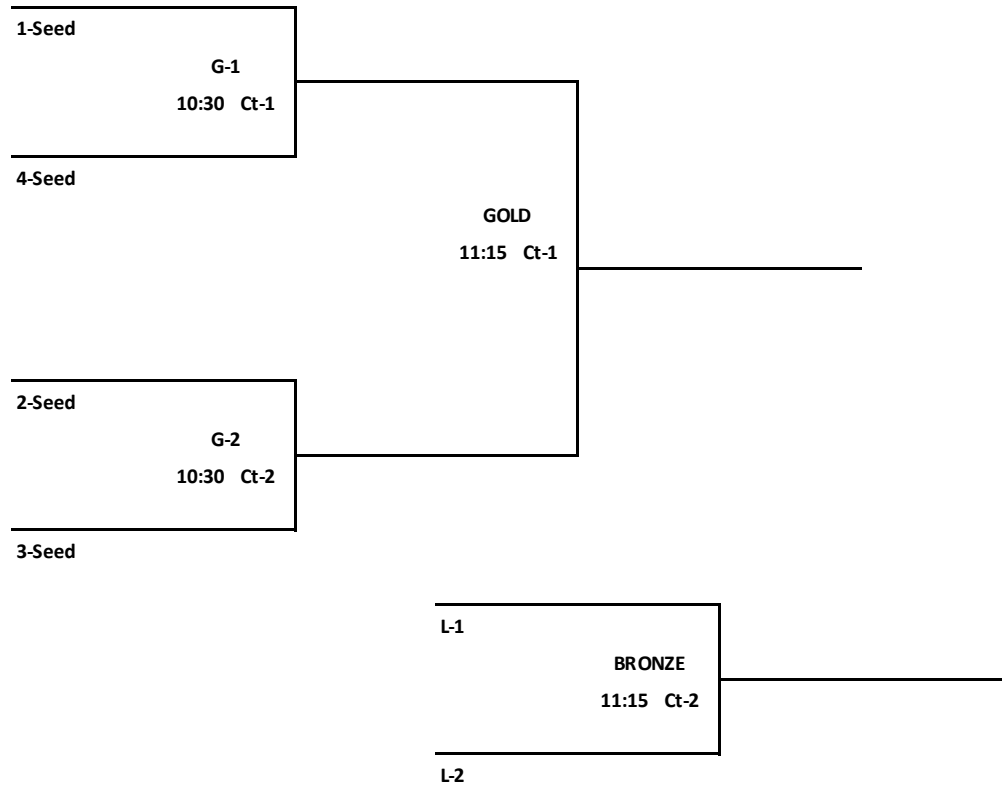 1-Seed
G-1
10:30 Ct-1
4-Seed
GOLD
11:15 Ct-1
2-Seed
G-2
10:30 Ct-2
3-Seed
L-1
BRONZE
11:15 Ct-2
L-2